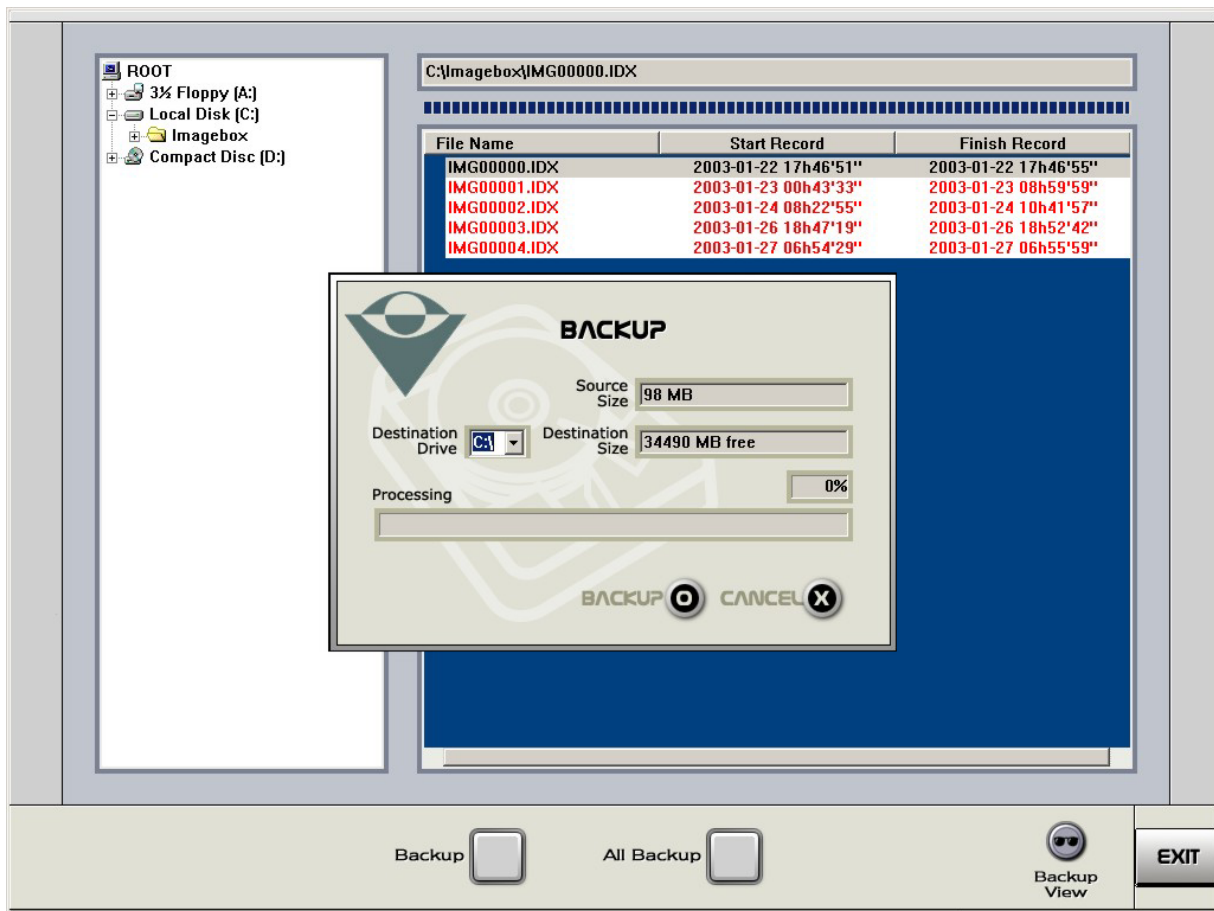 ROOT
3½ Floppy (A:)
Local Disk (C:)
Imagebox
Compact Disc (D:)
C:\Imagebox\IMG00000.IDX
File Name Start Record Finish Record
IMG00000.IDX 2003-01-22 17h46'51" 2003-01-22 17h46'55"
IMG00001.IDX 2003-01-23 00h43'33" 2003-01-23 08h59'59"
IMG00002.IDX 2003-01-24 08h22'55" 2003-01-24 10h41'57"
IMG00003.IDX 2003-01-26 18h47'19" 2003-01-26 18h52'42"
IMG00004.IDX 2003-01-27 06h54'29" 2003-01-27 06h55'59"
BACKUP
Source
Size 98 MB
Destination
Drive C:\
Destination
Size 34490 MB free
Processing 0%
BACKUP O CANCEL X
Backup All Backup
Backup
View
EXIT